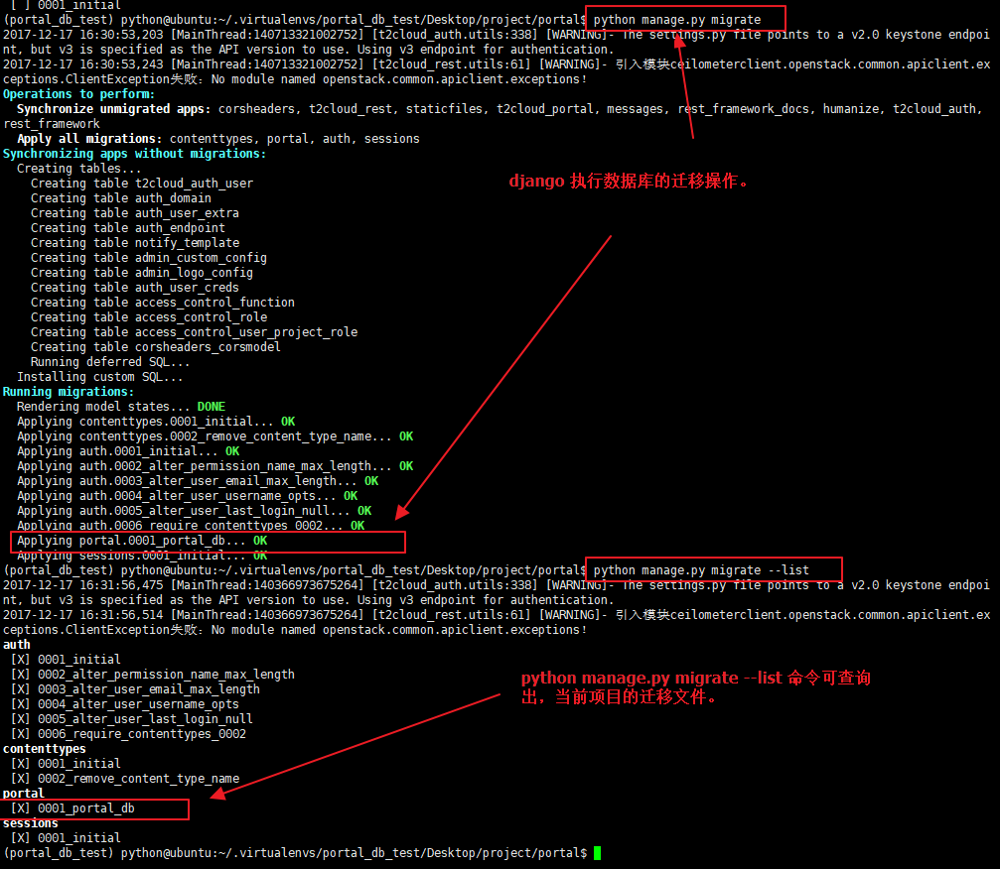 [ ] 0001_initial
(portal_db_test) python@ubuntu:~/.virtualenvs/portal_db_test/Desktop/project/portal$ python manage.py migrate
2017-12-17 16:30:53,203 [MainThread:140713321002752] [t2cloud_auth.utils:338] [WARNING]- The settings.py file points to a v2.0 keystone endpoi
nt, but v3 is specified as the API version to use. Using v3 endpoint for authentication.
2017-12-17 16:30:53,243 [MainThread:140713321002752] [t2cloud_rest.utils:61] [WARNING]- 引入模块ceilometerclient.openstack.common.apiclient.ex
ceptions.ClientException失败：No module named openstack.common.apiclient.exceptions！
Operations to perform:
Synchronize unmigrated apps: corsheaders, t2cloud_rest, staticfiles, t2cloud_portal, messages, rest_framework_docs, humanize, t2cloud_auth,
rest_framework
Apply all migrations: contenttypes, portal, auth, sessions
Synchronizing apps without migrations:
Creating tables...
Creating table t2cloud_auth_user
django 执行数据库的迁移操作。
Creating table auth_domain
Creating table auth_user_extra
Creating table auth_endpoint
Creating table notify_template
Creating table admin_custom_config
Creating table admin_logo_config
Creating table auth_user_creds
Creating table access_control_function
Creating table access_control_role
Creating table access_control_user_project_role
Creating table corsheaders_corsmodel
Running deferred SQL...
Installing custom SQL...
Running migrations:
Rendering model states... DONE
Applying contenttypes.0001_initial... OK
Applying contenttypes.0002_remove_content_type_name... OK
Applying auth.0001_initial... OK
Applying auth.0002_alter_permission_name_max_length... OK
Applying auth.0003_alter_user_email_max_length... OK
Applying auth.0004_alter_user_username_opts... OK
Applying auth.0005_alter_user_last_login_null... OK
Applying auth.0006_require_contenttypes_0002... OK
Applying portal.0001_portal_db... OK
Applying sessions.0001_initial... OK
(portal_db_test) python@ubuntu:~/.virtualenvs/portal_db_test/Desktop/project/portal$ python manage.py migrate --list
2017-12-17 16:31:56,475 [MainThread:140366973675264] [t2cloud_auth.utils:338] [WARNING]- The settings.py file points to a v2.0 keystone endpoi
nt, but v3 is specified as the API version to use. Using v3 endpoint for authentication.
2017-12-17 16:31:56,514 [MainThread:140366973675264] [t2cloud_rest.utils:61] [WARNING]- 引入模块ceilometerclient.openstack.common.apiclient.ex
ceptions.ClientException失败：No module named openstack.common.apiclient.exceptions！
auth
[X] 0001_initial
[X] 0002_alter_permission_name_max_length
python manage.py migrate --list 命令可查询
出，当前项目的迁移文件。
[X] 0003_alter_user_email_max_length
[X] 0004_alter_user_username_opts
[X] 0005_alter_user_last_login_null
[X] 0006_require_contenttypes_0002
contenttypes
[X] 0001_initial
[X] 0002_remove_content_type_name
portal
[X] 0001_portal_db
sessions
[X] 0001_initial
(portal_db_test) python@ubuntu:~/.virtualenvs/portal_db_test/Desktop/project/portal$